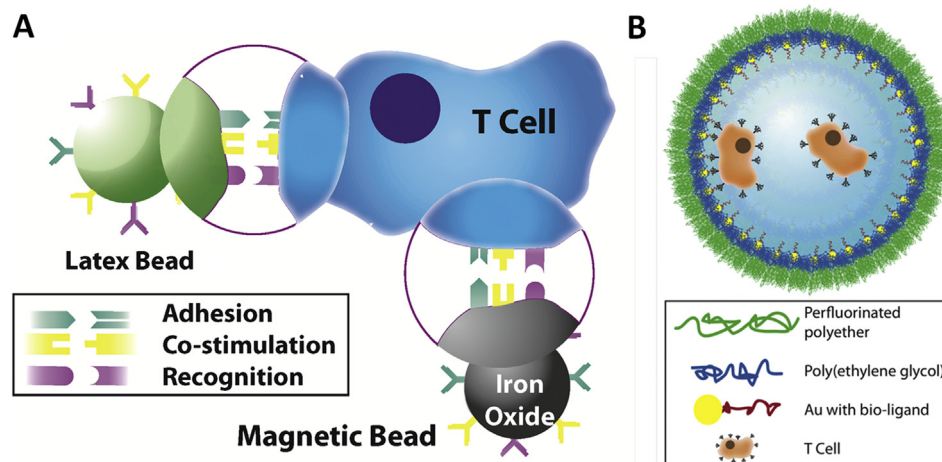 A
T Cell
Latex Bead
Adhesion
Co-stimulation
Recognition
Iron
Oxide
Magnetic Bead
B
Perfluorinated
polyether
Poly(ethylene glycol)
Au with bio-ligand
T Cell